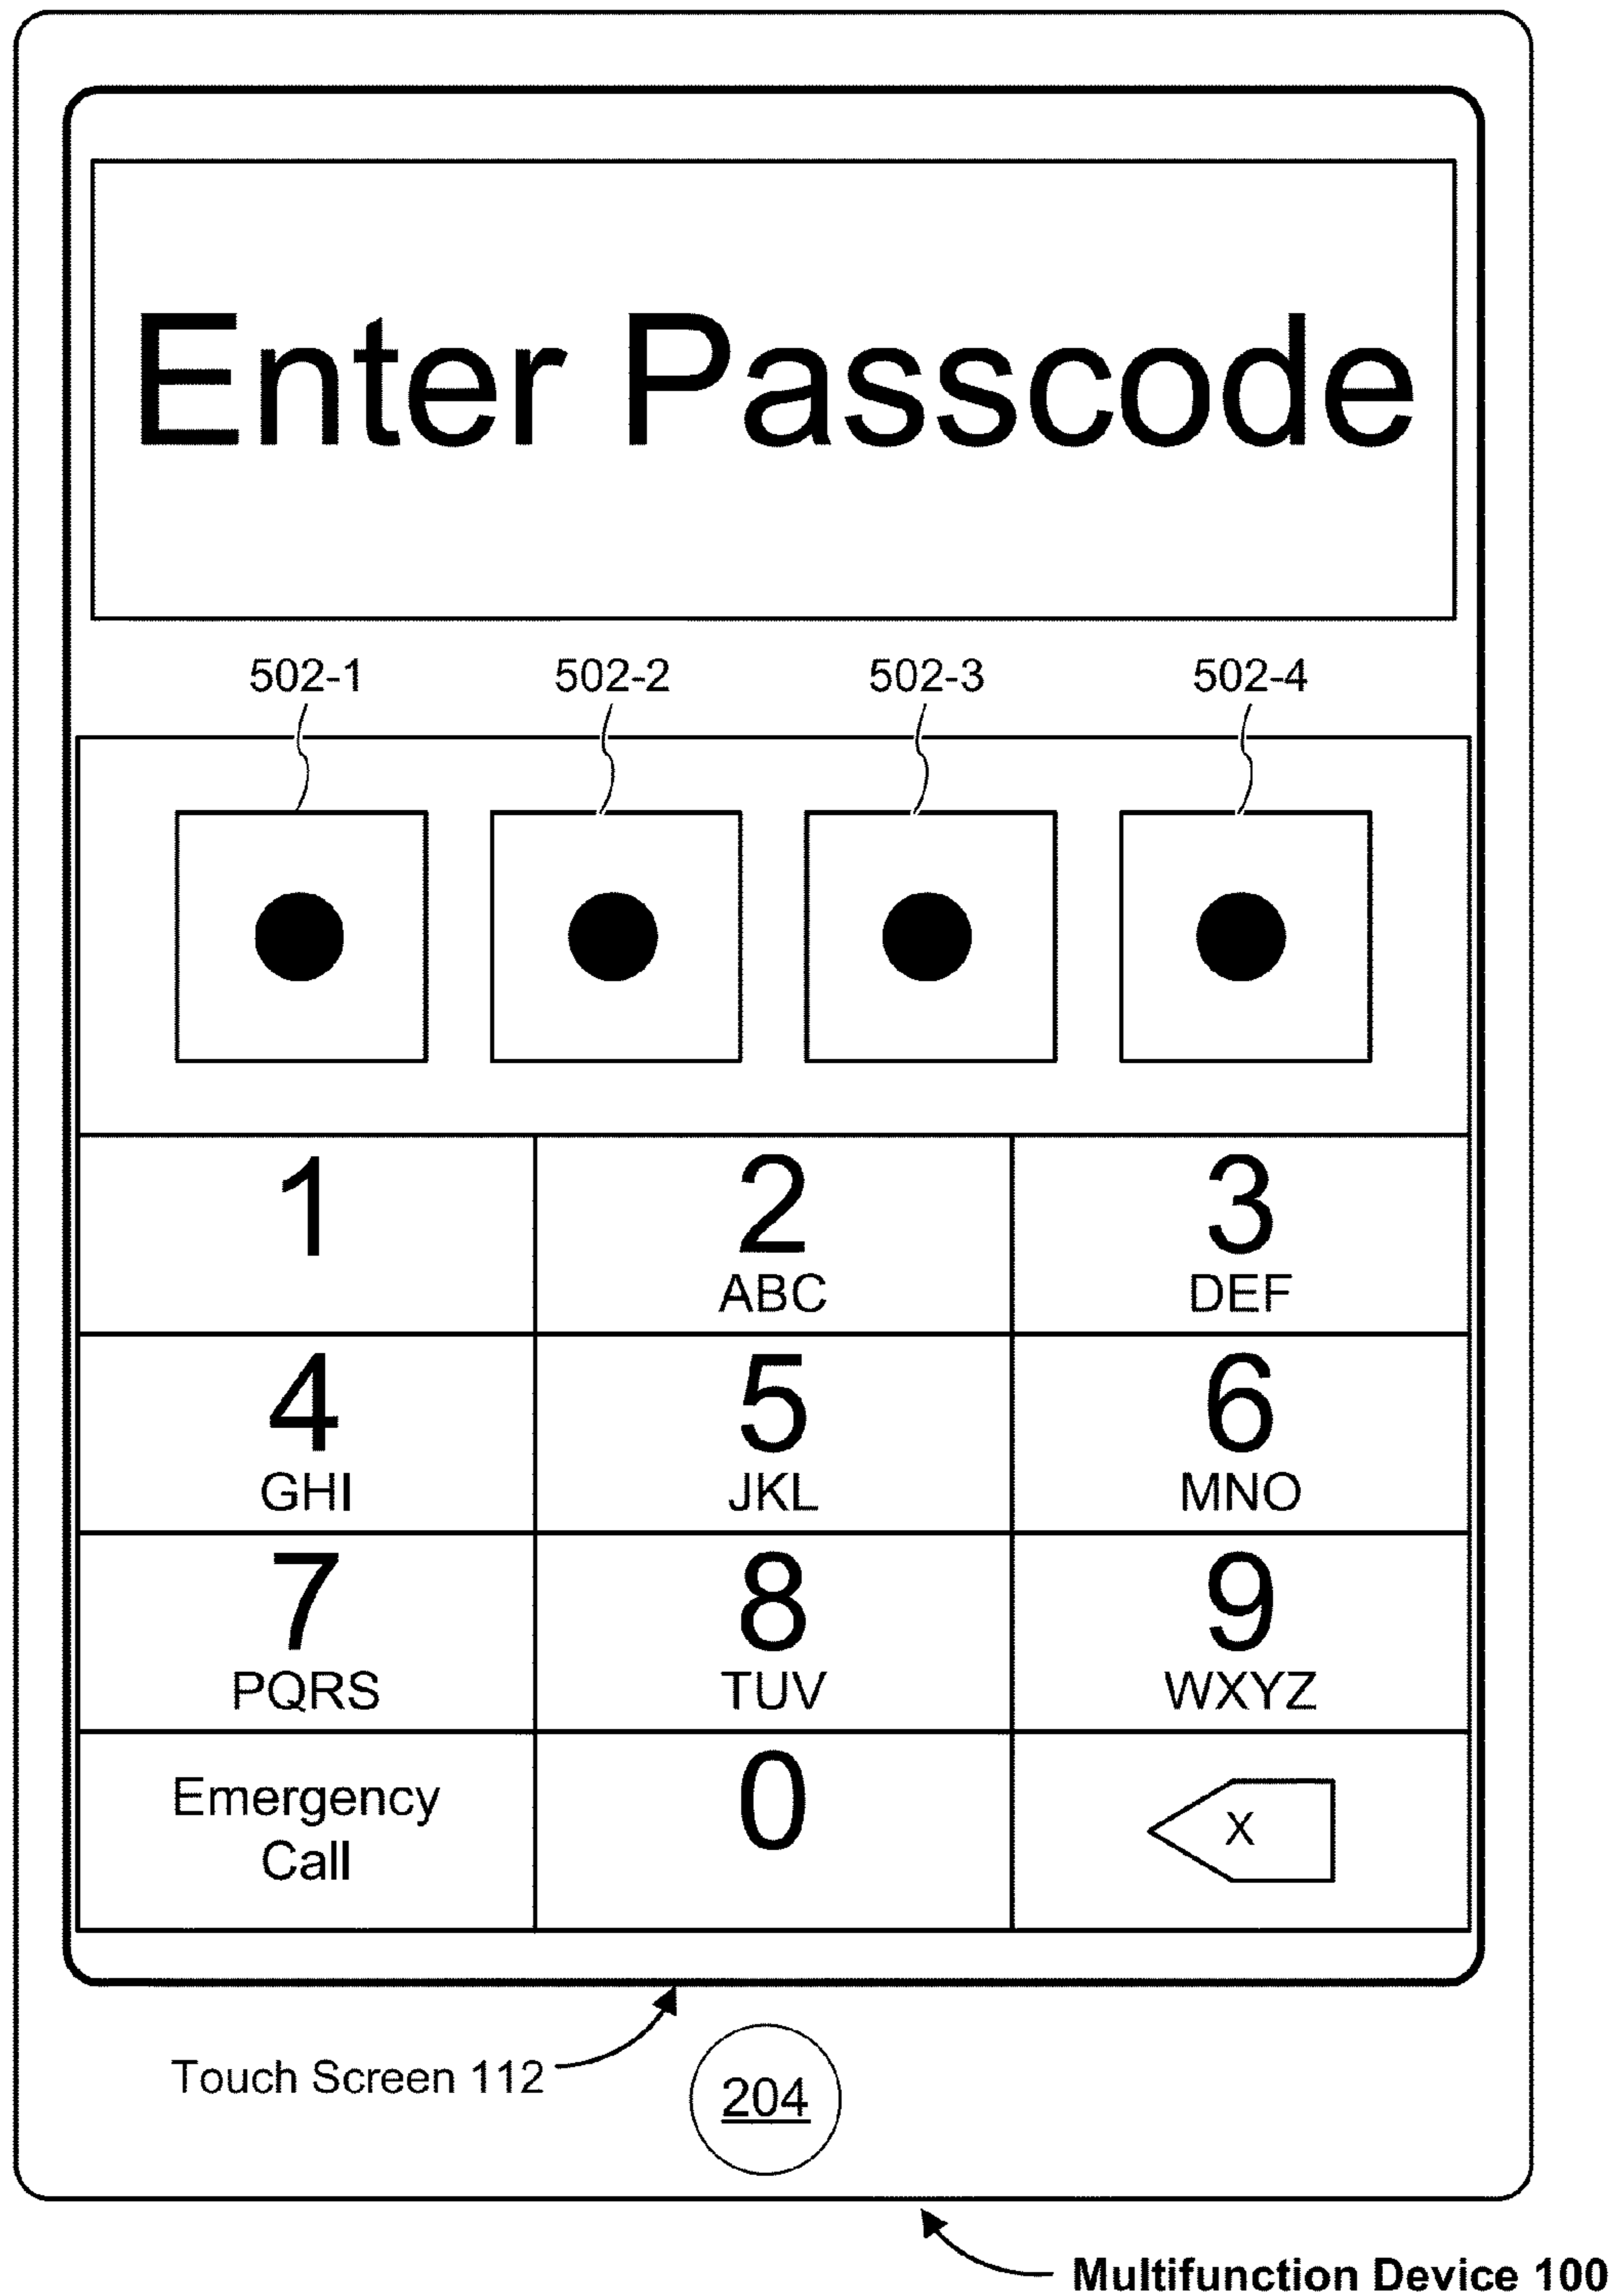 Enter Passcode
502-1 502-2 502-3 502-4
1 2 3
ABC DEF
4 5 6
GHI JKL MNO
7 8 9
PQRS TUV WXYZ
Emergency
Call
0
X
Touch Screen 112
204
Multifunction Device 100